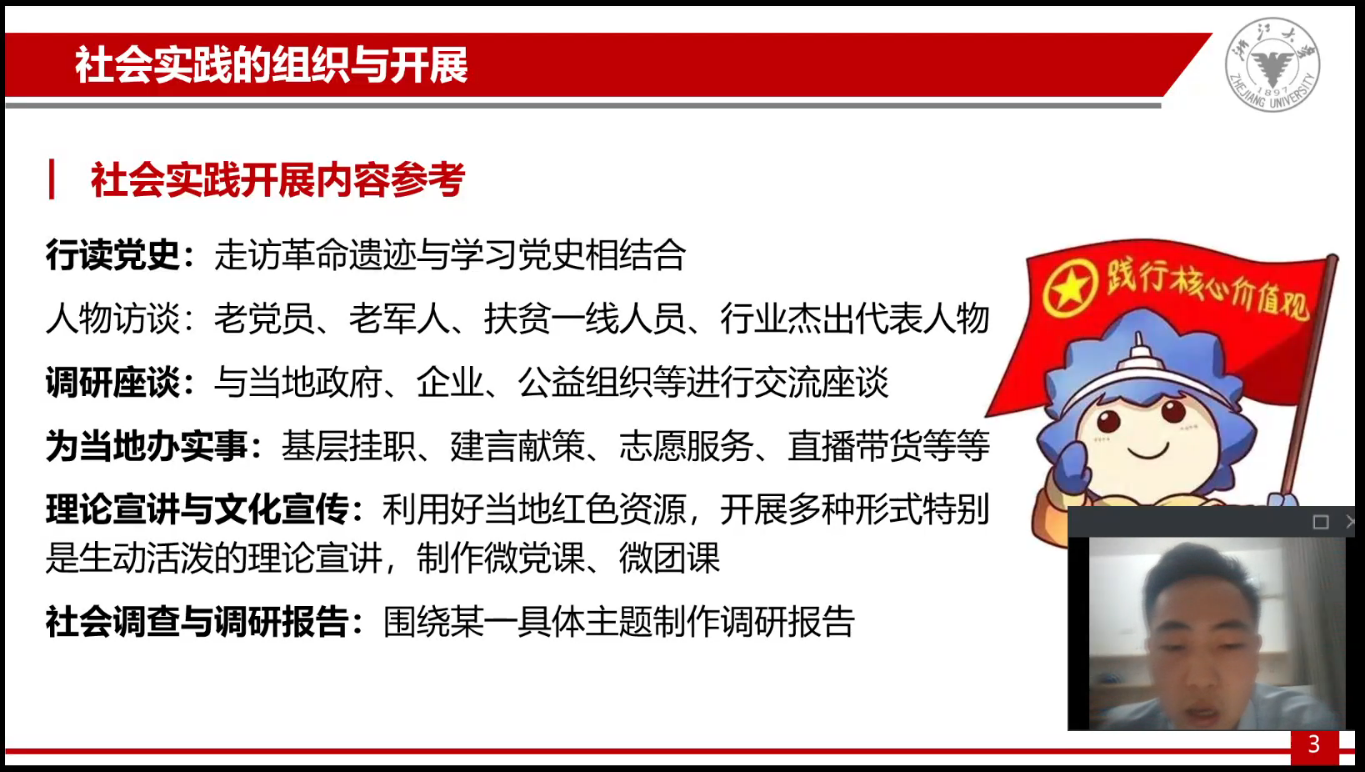 社会实践的组织与开展
浙江大学
1897
ZHEJIANG UNIVERSITY
社会实践开展内容参考
行读党史：走访革命遗迹与学习党史相结合
人物访谈：老党员、老军人、扶贫一线人员、行业杰出代表人物
调研座谈：与当地政府、企业、公益组织等进行交流座谈
为当地办实事：基层挂职、建言献策、志愿服务、直播带货等等
理论宣讲与文化宣传：利用好当地红色资源，开展多种形式特别
是生动活泼的理论宣讲，制作微党课、微团课
社会调查与调研报告：围绕某一具体主题制作调研报告
践行核心价值观
3